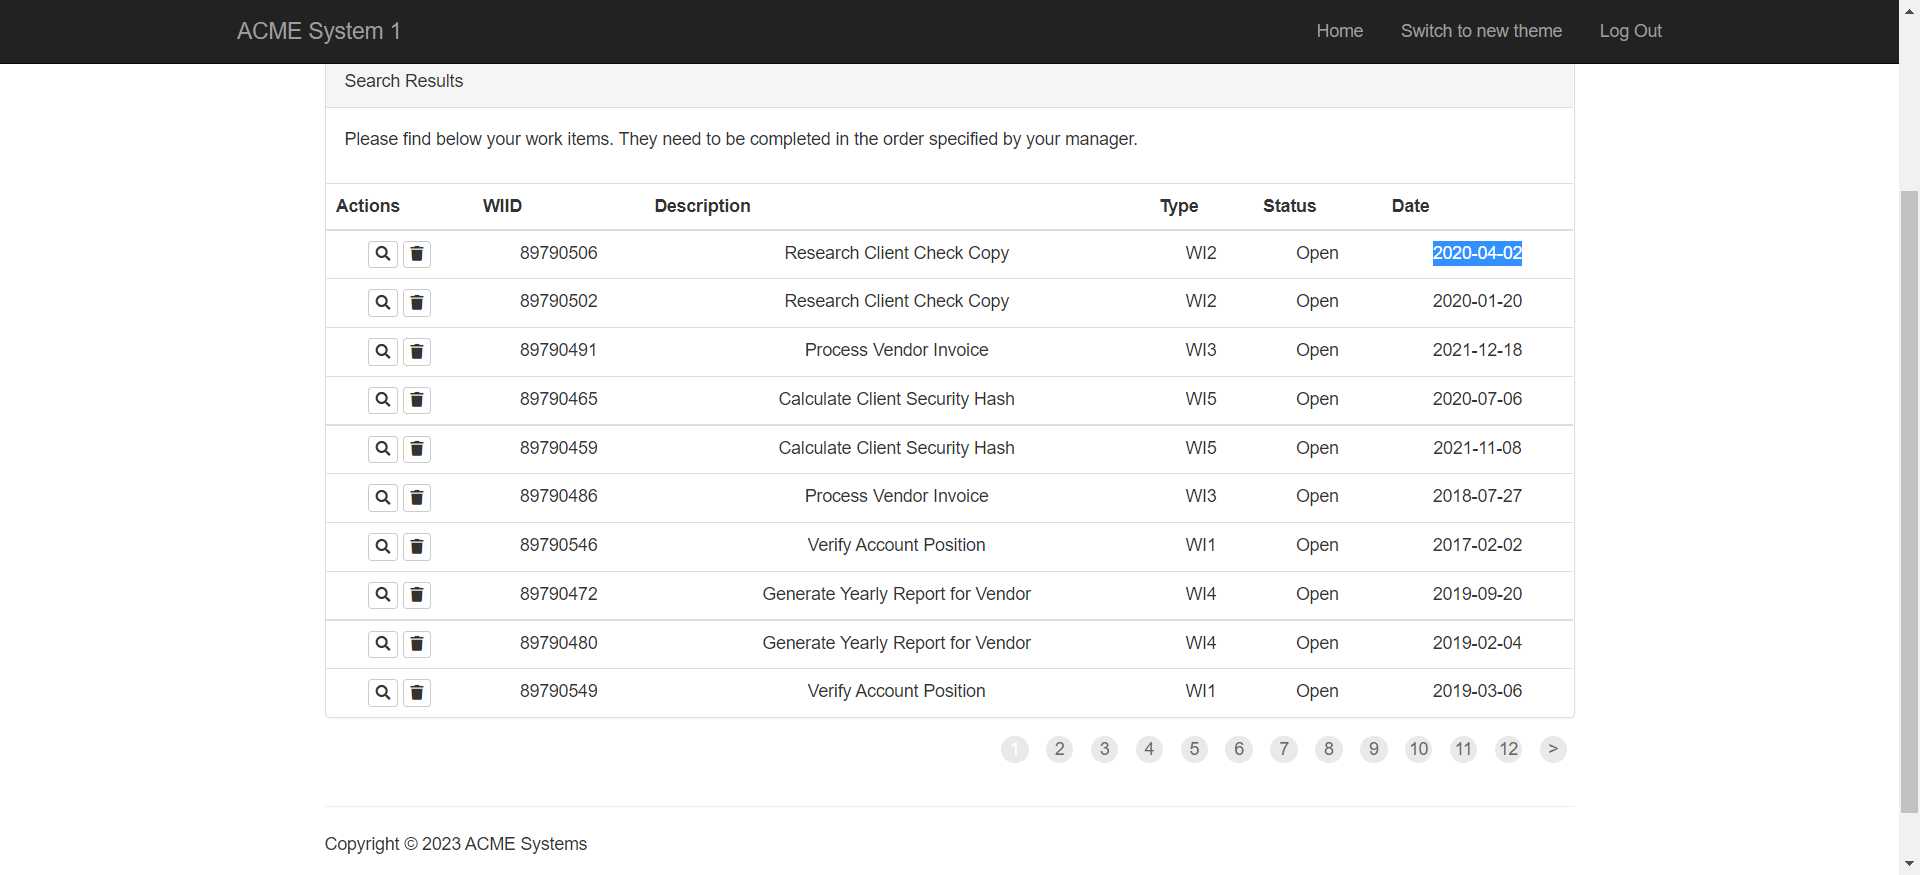 ACME System 1 Home Switch to new theme Log Out
Search Results
Please find below your work items. They need to be completed in the order specified by your manager.
Actions WIID Description Type Status Date
89790506 Research Client Check Copy WI2 Open 2020-04-02
89790502 Research Client Check Copy WI2 Open 2020-01-20
89790491 Process Vendor Invoice WI3 Open 2021-12-18
89790465 Calculate Client Security Hash WI5 Open 2020-07-06
89790459 Calculate Client Security Hash WI5 Open 2021-11-08
89790486 Process Vendor Invoice WI3 Open 2018-07-27
89790546 Verify Account Position WI1 Open 2017-02-02
89790472 Generate Yearly Report for Vendor WI4 Open 2019-09-20
89790480 Generate Yearly Report for Vendor WI4 Open 2019-02-04
89790549 Verify Account Position WI1 Open 2019-03-06
1 2 3 4 5 6 7 8 9 10 11 12 >
Copyright © 2023 ACME Systems